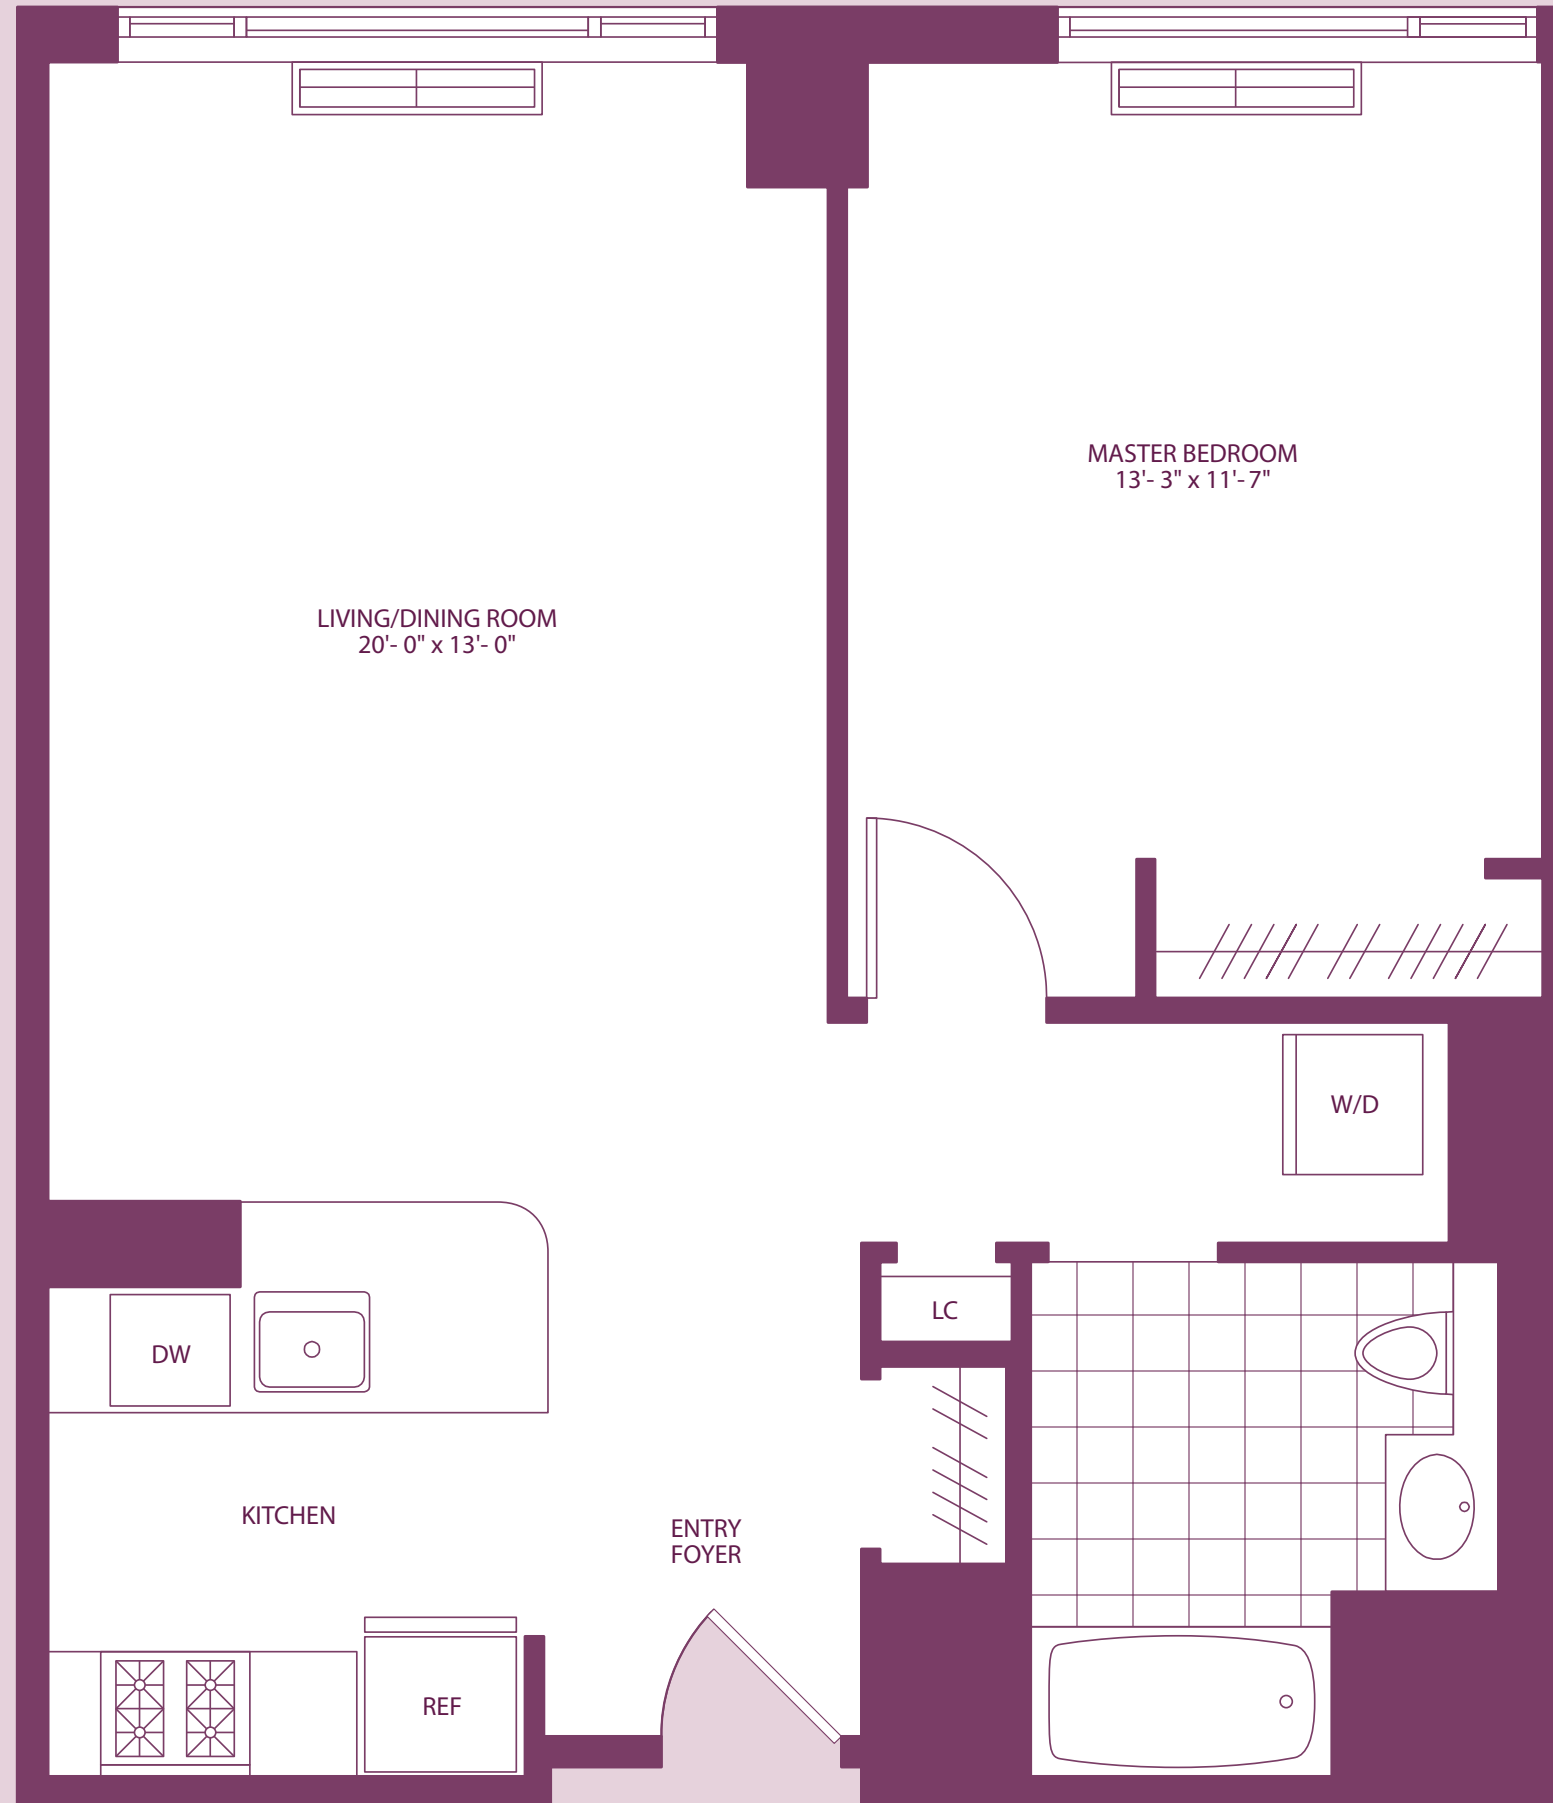 MASTER BEDROOM
13'- 3" x 11'- 7"
LIVING/DINING ROOM
20'- 0" x 13'- 0"
W/D
LC
DW
KITCHEN
ENTRY
FOYER
REF